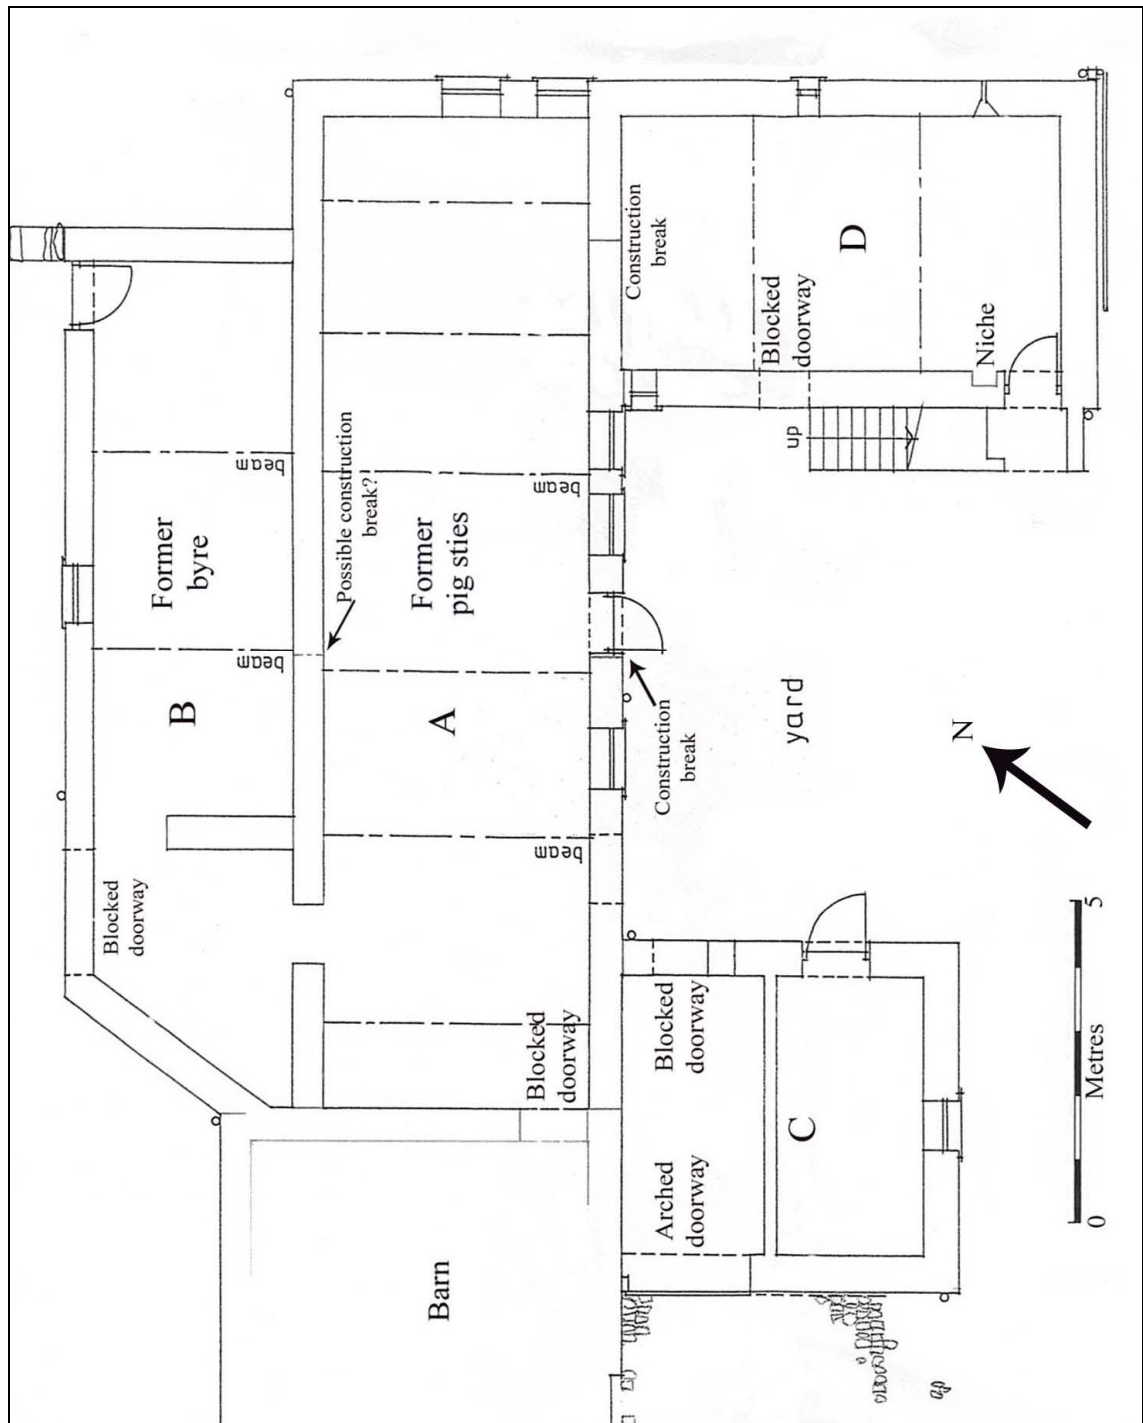 Construction
break
D
Blocked
doorway
Niche
up
beam
Possible construction
break?
beam
Former
byre
Former
pig sties
beam
B
A
Construction
break
yard
N
beam
Blocked
doorway
Blocked
doorway
Blocked
doorway
Arched
doorway
C
Barn
5
Metres
0